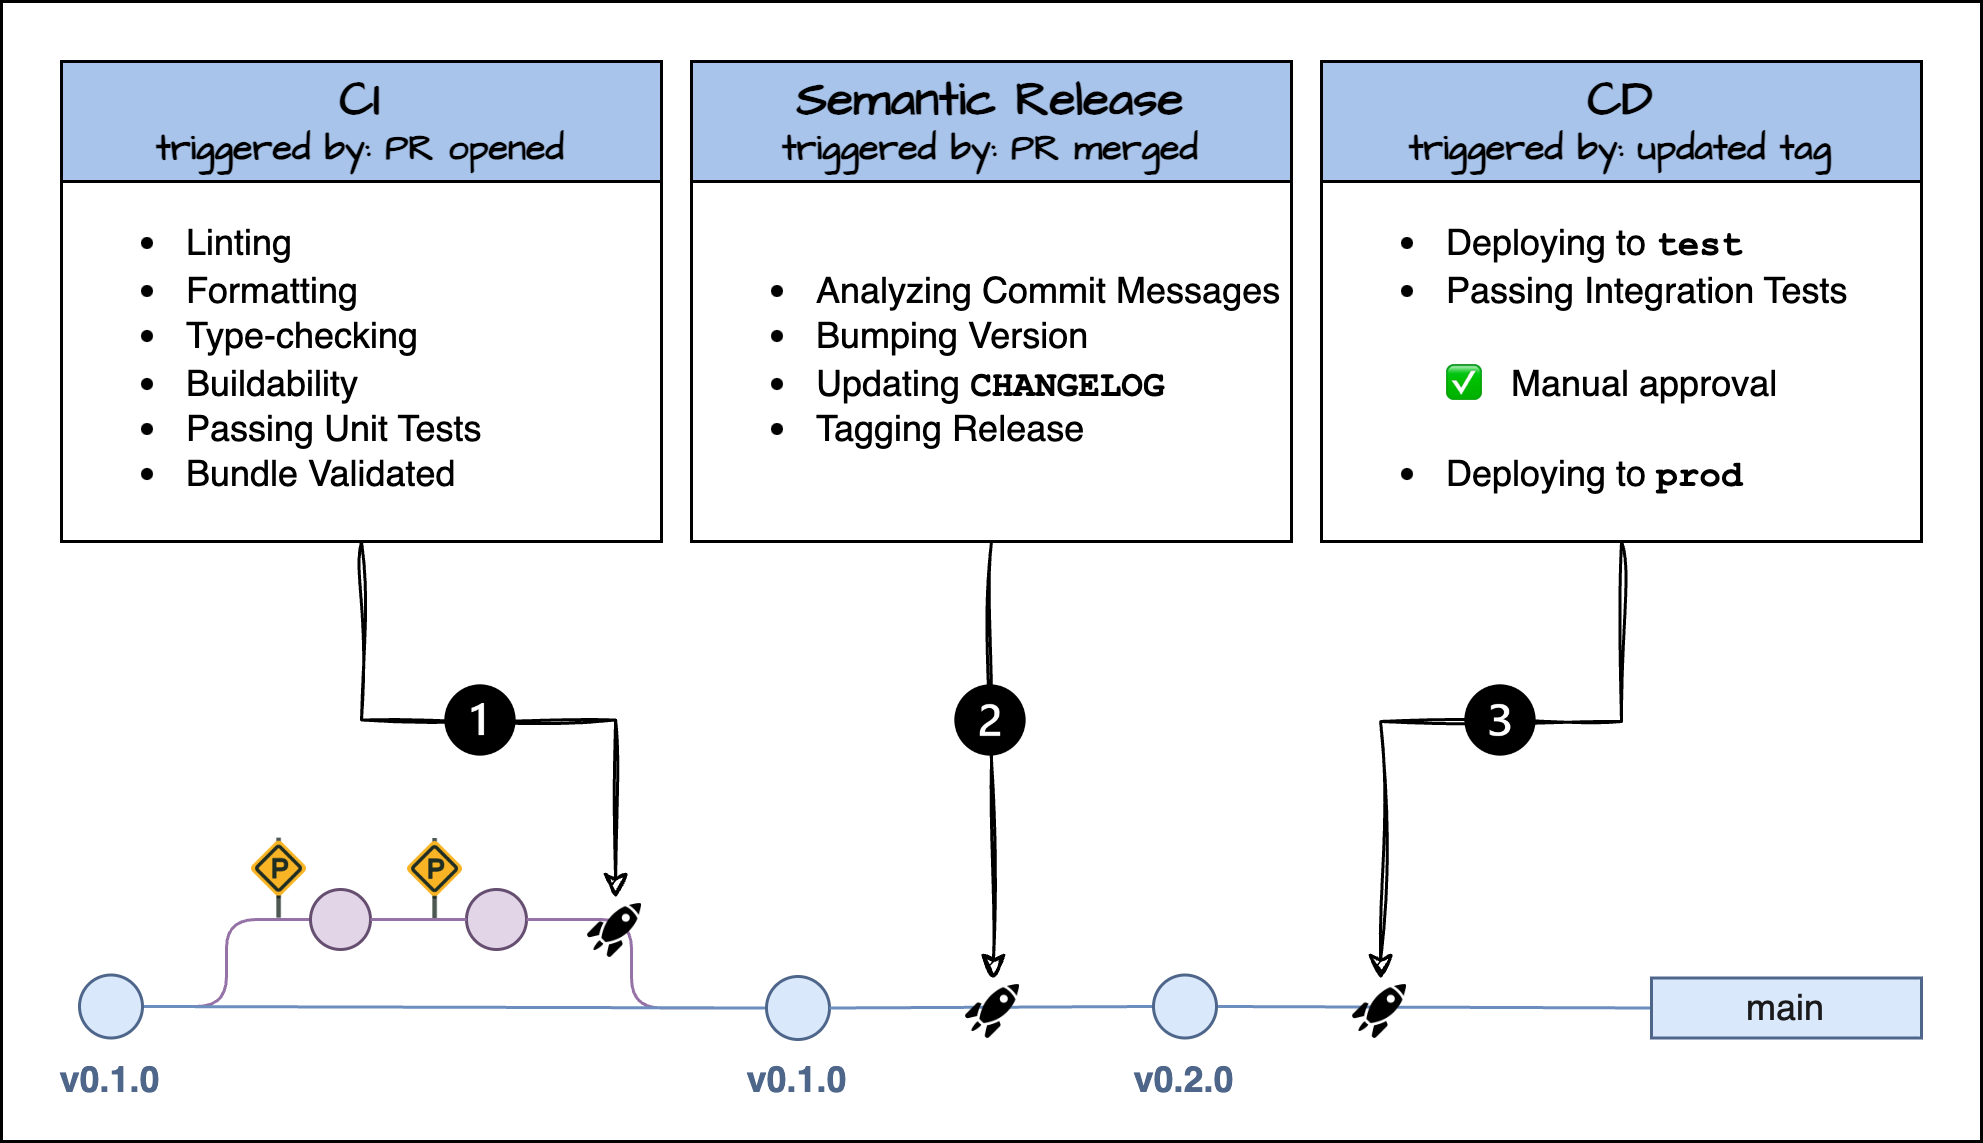 CI
triggered by: PR opened
Linting
Formatting
Type-checking
Buildability
Passing Unit Tests
Bundle Validated
Semantic Release
triggered by: PR merged
Analyzing Commit Messages
Bumping Version
Updating CHANGELOG
Tagging Release
CD
triggered by: updated tag
Deploying to test
Passing Integration Tests
Manual approval
Deploying to prod
1
2
3
P
P
main
v0.1.0
v0.1.0
v0.2.0